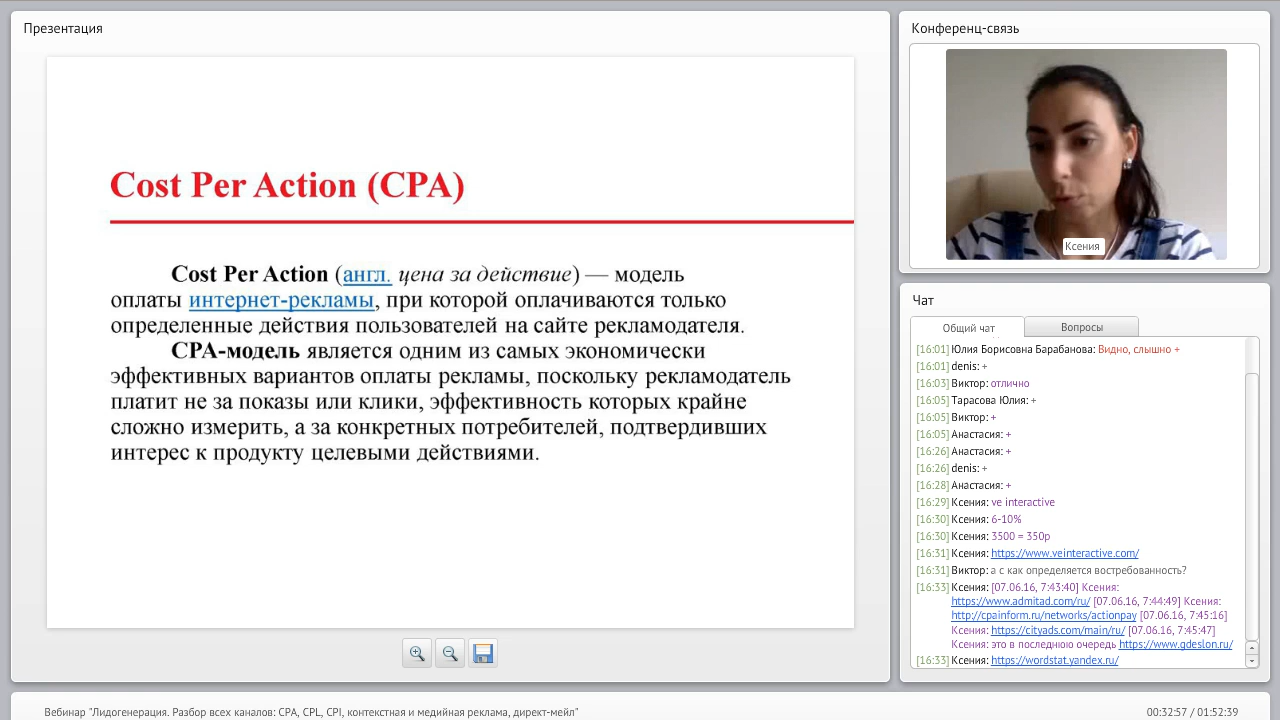 Презентация
Cost Per Action (CPA)
Cost Per Action (англ. цена за действие) — модель
оплаты интернет-рекламы, при которой оплачиваются только
определенные действия пользователей на сайте рекламодателя.
CPA-модель является одним из самых экономически
эффективных вариантов оплаты рекламы, поскольку рекламодатель
платит не за показы или клики, эффективность которых крайне
сложно измерить, а за конкретных потребителей, подтвердивших
интерес к продукту целевыми действиями.
Конференц-связь
Ксения
Чат
Общий чат
Вопросы
[16:01] Юлия Борисовна Барабанова: Видно, слышно +
[16:01] denis: +
[16:03] Виктор: отлично
[16:05] Тарасова Юлия: +
[16:05] Виктор: +
[16:05] Анастасия: +
[16:26] Анастасия: +
[16:26] denis: +
[16:28] Анастасия: +
[16:29] Ксения: ve interactive
[16:30] Ксения: 6-10%
[16:30] Ксения: 3500 = 350р
[16:31] Ксения: https://www.veinteractive.com/
[16:31] Виктор: а с как определяется востребованность?
[16:33] Ксения: [07.06.16, 7:43:40] Ксения:
https://www.admitad.com/ru/ [07.06.16, 7:44:49] Ксения:
http://cpainform.ru/networks/actionpay [07.06.16, 7:45:16]
Ксения: https://cityads.com/main/ru/ [07.06.16, 7:45:47]
Ксения: это в последнюю очередь https://www.gdeslon.ru/
[16:33] Ксения: https://wordstat.yandex.ru/
Вебинар "Лидогенерация. Разбор всех каналов: CPA, CPL, CPI, контекстная и медийная реклама, директ-мейл"
00:32:57 / 01:52:39